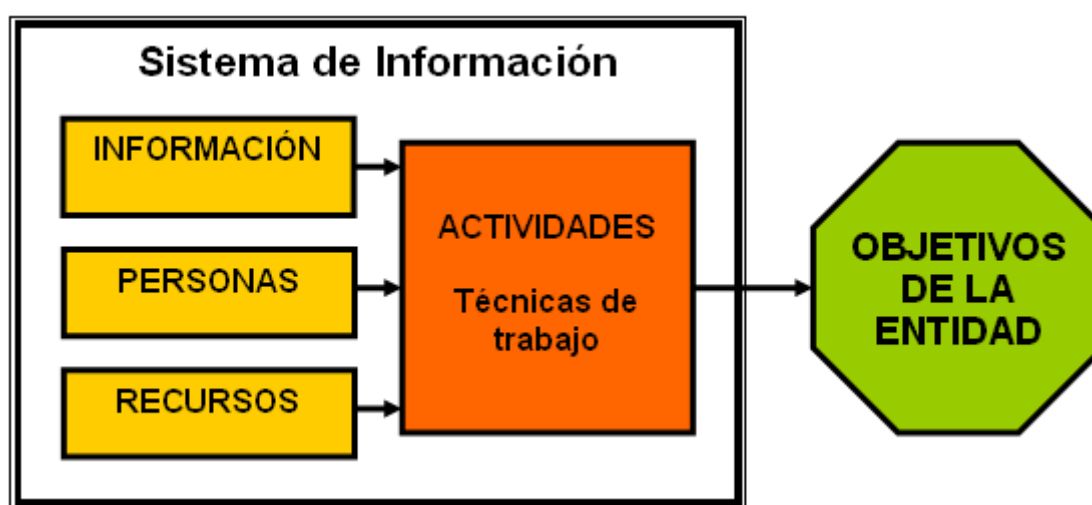 Sistema de Información
INFORMACIÓN
PERSONAS
RECURSOS
ACTIVIDADES
Técnicas de
trabajo
OBJETIVOS
DE LA
ENTIDAD